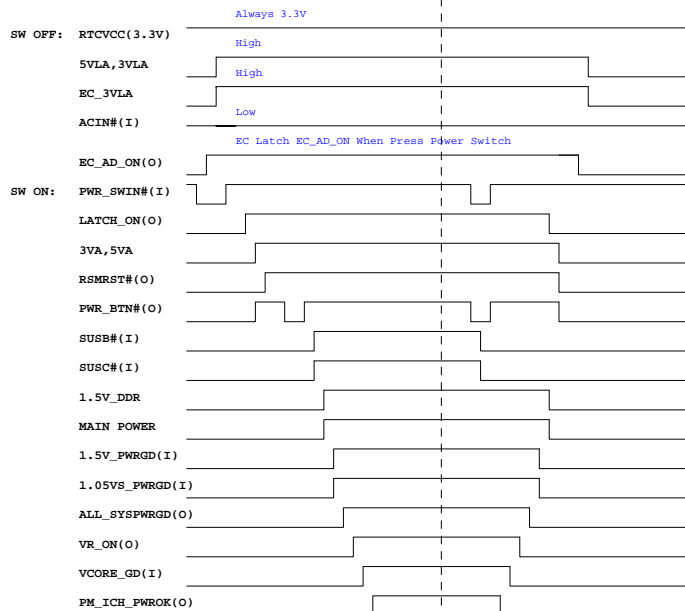 Always 3.3V
SW OFF: RTCVCC(3.3V)
High
5VLA,3VLA
High
EC_3VLA
Low
ACIN#(I)
EC Latch EC_AD_ON When Press Power Switch
EC_AD_ON(O)
SW ON: PWR_SWIN#(I)
LATCH_ON(O)
3VA,5VA
RSMRST#(O)
PWR_BTN#(O)
SUSB#(I)
SUSC#(I)
1.5V_DDR
MAIN POWER
1.5V_PWRGD(I)
1.05VS_PWRGD(I)
ALL_SYSPWRGD(O)
VR_ON(O)
VCORE_GD(I)
PM_ICH_PWROK(O)